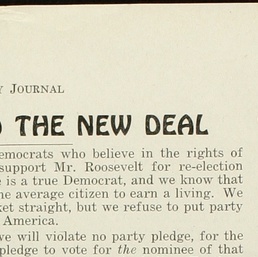 Y JOURNAL
THE NEW DEAL
emocrats who believe in the rights of
support Mr. Roosevelt for re-election
e is a true Democrat, and we know that
he average citizen to earn a living. We
ket straight, but we refuse to put party
America.
we will violate no party pledge, for the
pledge to vote for the nominee of that